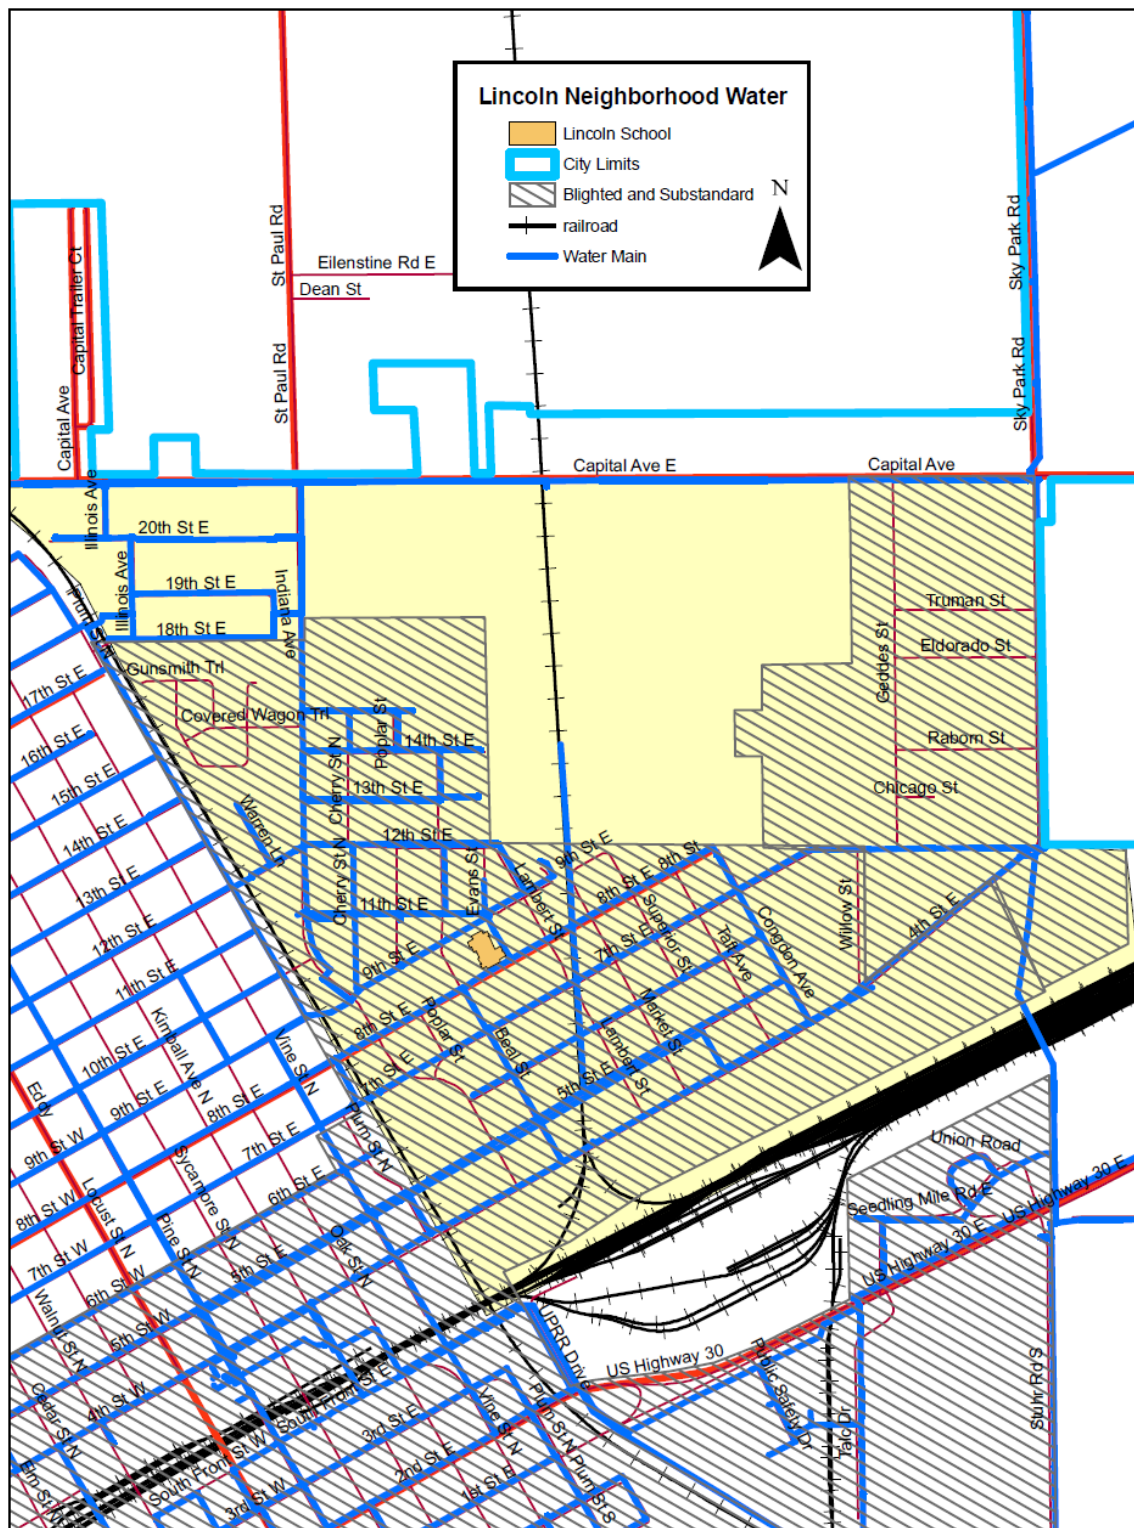 Lincoln Neighborhood Water
Lincoln School
City Limits
Blighted and Substandard
railroad
Water Main
N
St Paul Rd
Sky Park Rd
Capital Trailer Ct
Eilenstine Rd E
Dean St
St Paul Rd
Sky Park Rd
Capital Ave
Capital Ave E
Capital Ave
Illinois Ave
20th St E
Illinois Ave
19th St E
Indiana Ave
Plum St N
18th St E
Truman St
Geddes St
Eldorado St
Gunsmith Trl
17th St E
Covered Wagon Trl
Poplar St
14th St E
Raborn St
16th St E
Cherry St N
13th St E
Chicago St
15th St E
Warren Ln
12th St E
14th St E
9th St E
8th St
Cherry St N
Evans St
Lambert St
8th St E
13th St E
11th St E
Superior St
Congdon Ave
Willow St
4th St E
12th St E
9th St E
7th St E
Taft Ave
11th St E
Poplar St
8th St E
Market St
Kimball Ave N
Vine St N
Beal St
Lambert St
10th St E
7th St E
5th St E
Eddy
9th St E
8th St E
Plum St N
9th St W
7th St E
Union Road
Sycamore St N
6th St E
8th St W
Locust St N
Seedling Mile Rd E
US Highway 30 E
US Highway 30 E
7th St W
Pine St N
5th St E
Oak St N
6th St W
Walnut St N
5th St W
UPRR Drive
US Highway 30
Public Safety Dr
Stuhr Rd S
4th St W
Cedar St N
South Front St E
3rd St E
Vine St N
Plum St N
Talc Dr
South Front St W
2nd St E
Elm St N
3rd St W
1st St E
Plum St S